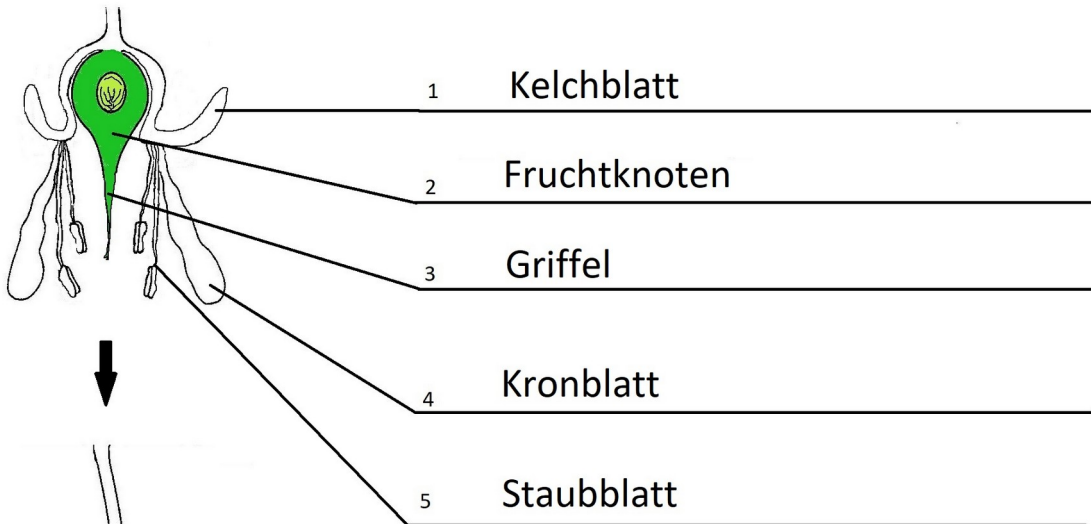 1 Kelchblatt
2 Fruchtknoten
3 Griffel
4 Kronblatt
5 Staubblatt